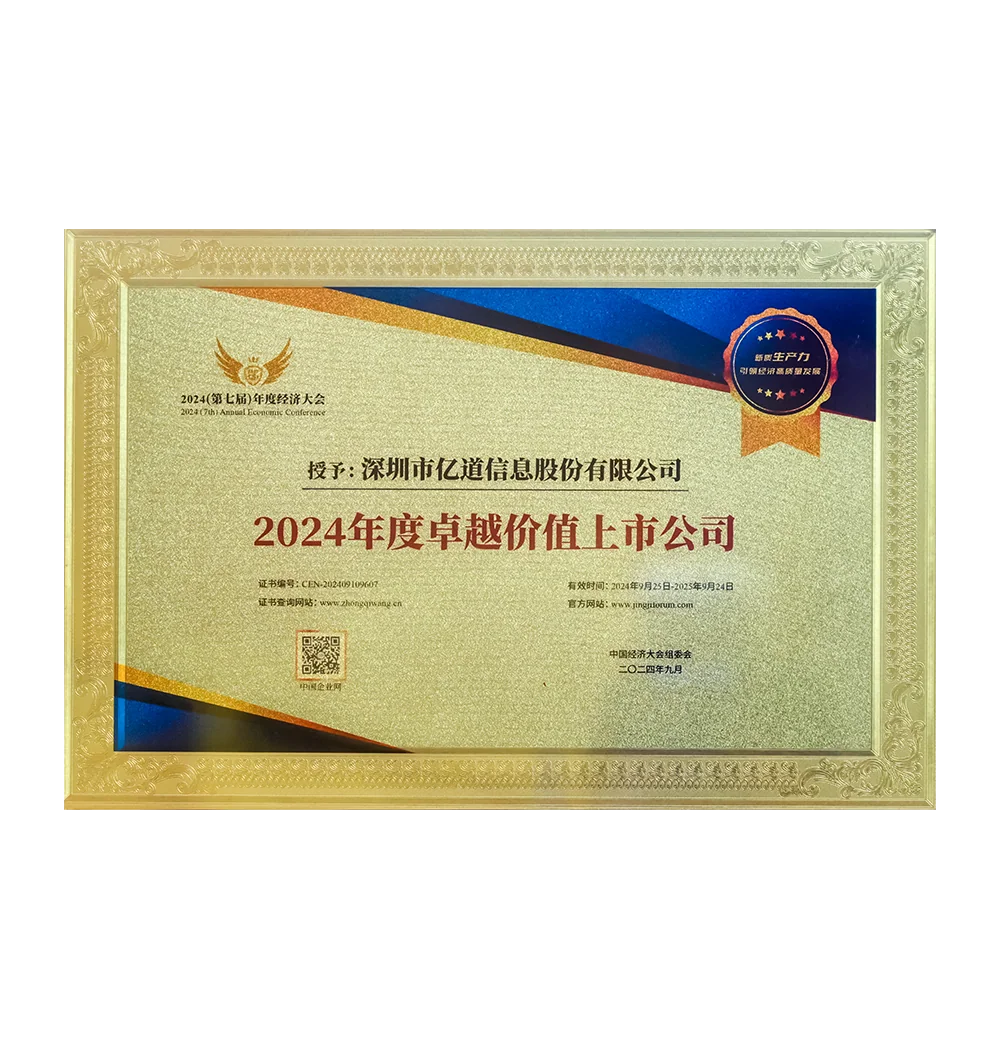 新质生产力
引领经济高质量发展
2024(第七届)年度经济大会
2024 (7th) Annual Economic Conference
授予：深圳市亿道信息股份有限公司
2024年度卓越价值上市公司
证书编号：CEN-202409109607
有效时间：2024年9月25日-2025年9月24日
证书查询网站：www.zhongqiwang.cn
官方网站：www.jingjiforum.com
中国经济大会组委会
二〇二四年九月
中国企业网